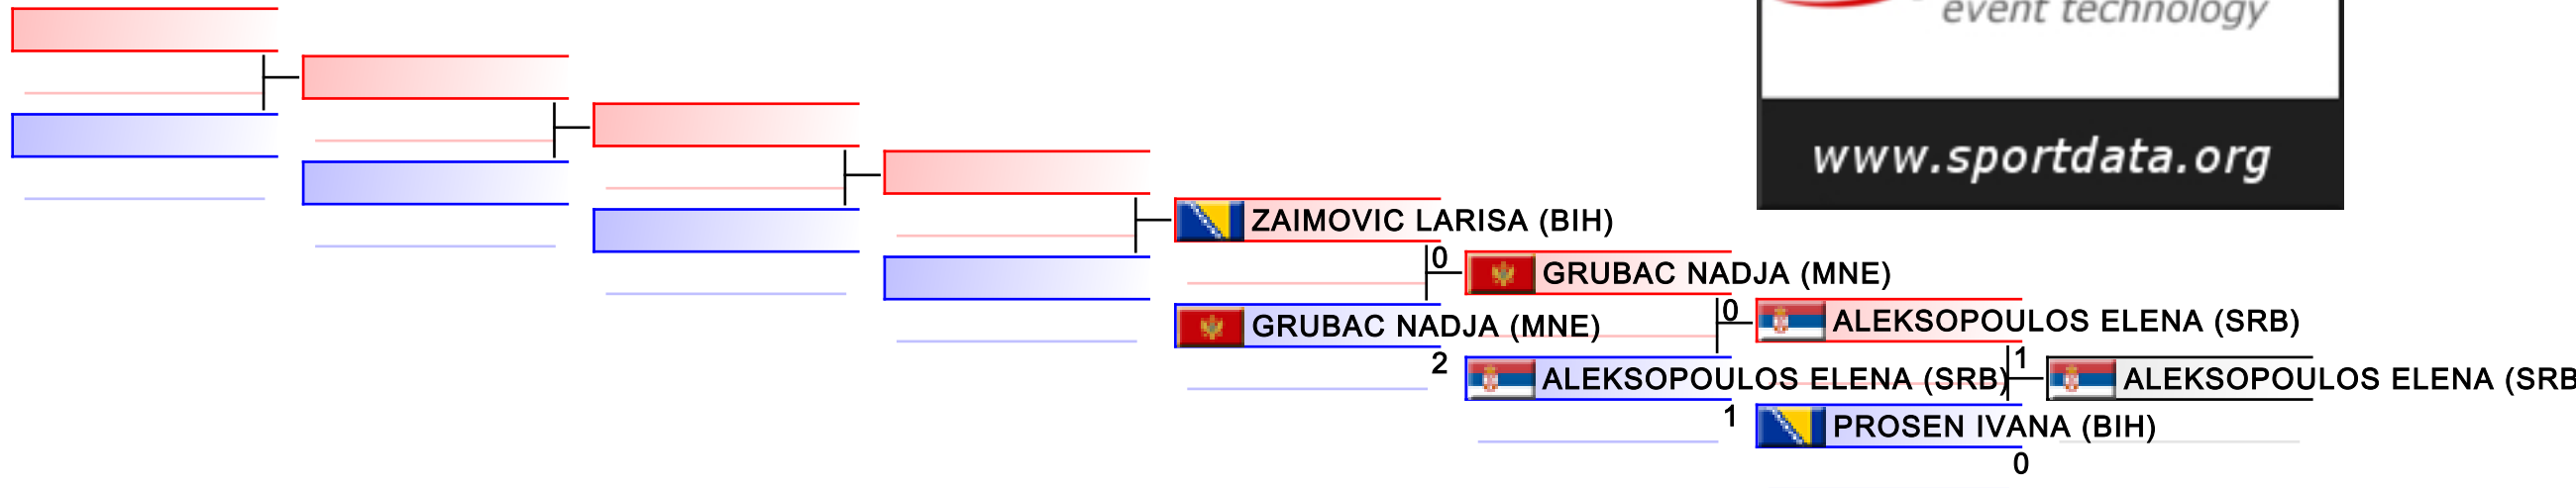 event technology
www.sportdata.org
ZAIMOVIC LARISA (BIH)
0
GRUBAC NADJA (MNE)
0
GRUBAC NADJA (MNE)
2
ALEKSOPOULOS ELENA (SRB)
1
ALEKSOPOULOS ELENA (SRB)
1
ALEKSOPOULOS ELENA (SRB
PROSEN IVANA (BIH)
0